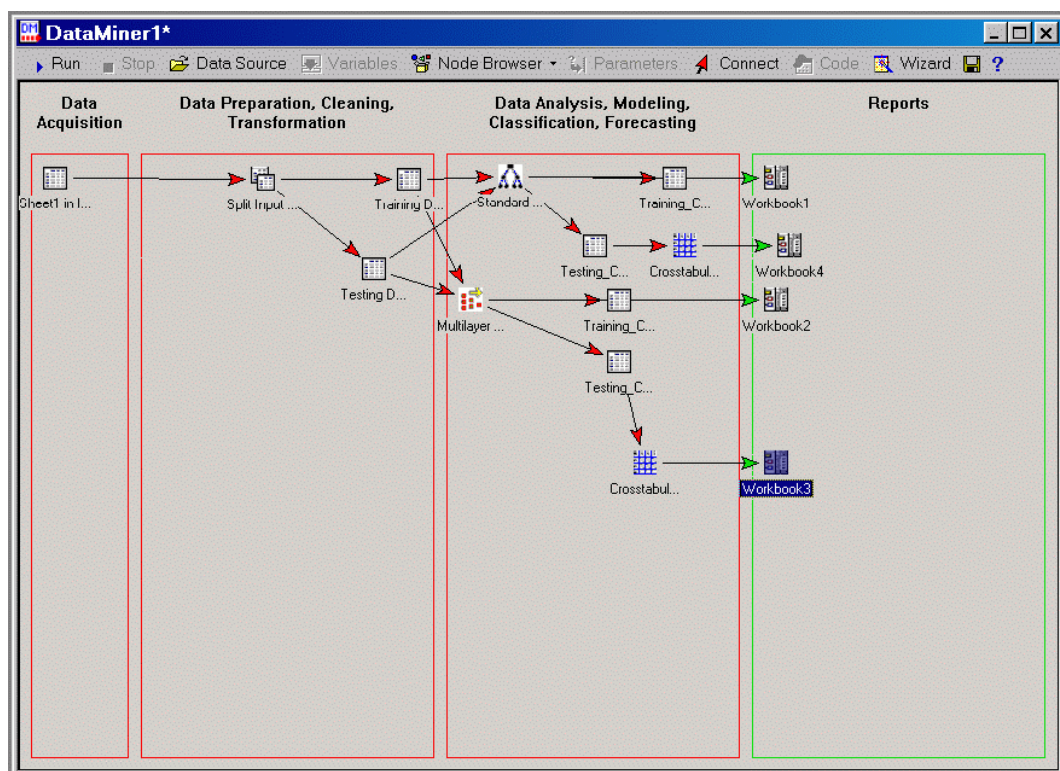 DataMiner1*
Run Stop Data Source Variables Node Browser Parameters Connect Code Wizard ?
Data Acquisition
Data Preparation, Cleaning, Transformation
Data Analysis, Modeling, Classification, Forecasting
Reports
Sheet1 in I...
Split Input ...
Training D...
Standard ...
Training_C...
Workbook1
Testing D...
Testing_C...
Crosstabul...
Workbook4
Multilayer ...
Training_C...
Workbook2
Testing_C...
Crosstabul...
Workbook3